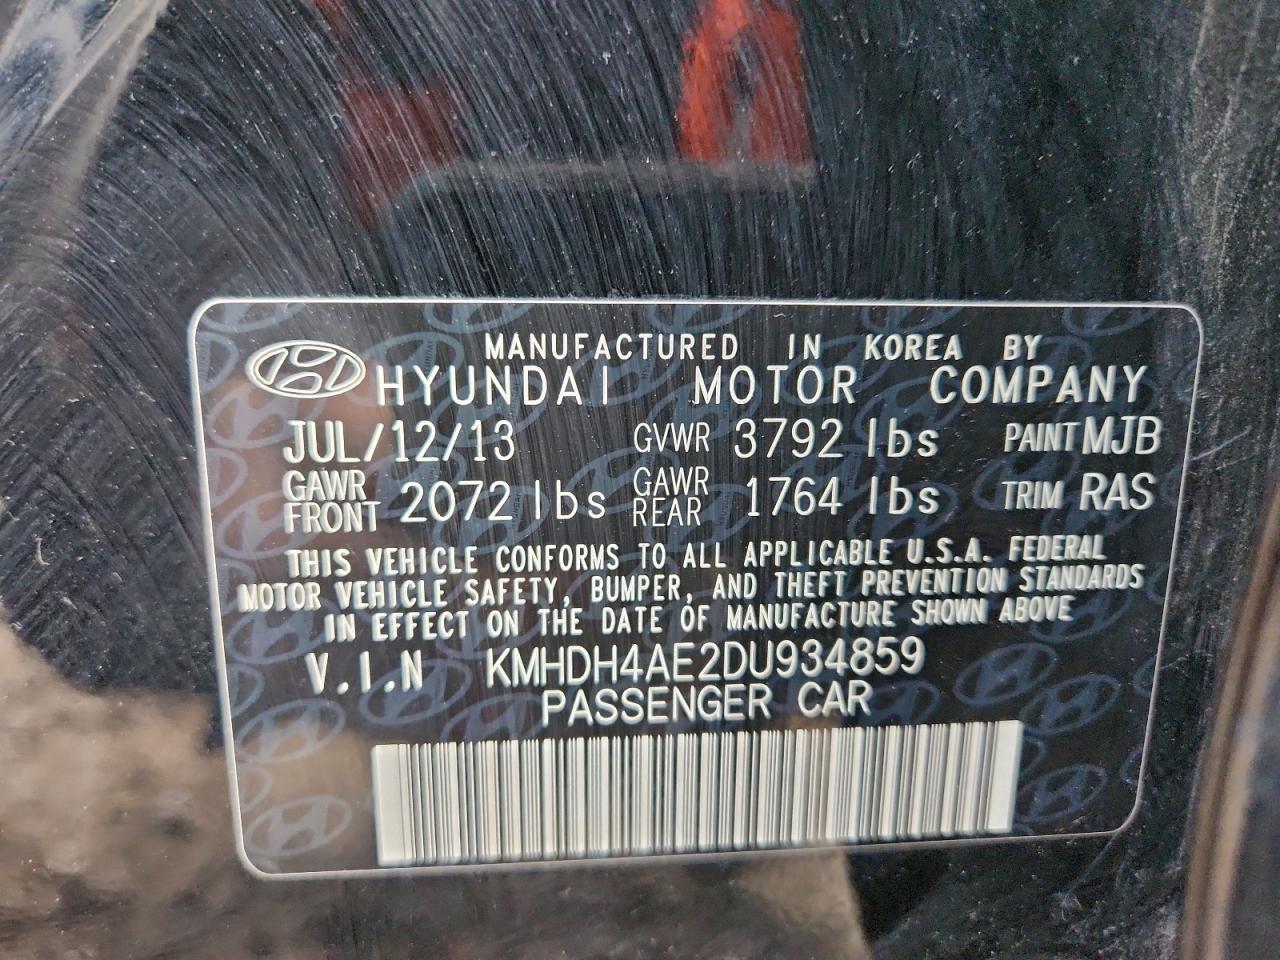 MANUFACTURED IN KOREA BY
HYUNDAI MOTOR COMPANY
JUL/12/13 GVWR 3792 lbs PAINT MJB
GAWR FRONT 2072 lbs GAWR REAR 1764 lbs TRIM RAS
THIS VEHICLE CONFORMS TO ALL APPLICABLE U.S.A. FEDERAL
MOTOR VEHICLE SAFETY, BUMPER, AND THEFT PREVENTION STANDARDS
IN EFFECT ON THE DATE OF MANUFACTURE SHOWN ABOVE
V.I.N KMHDH4AE2DU934859
PASSENGER CAR